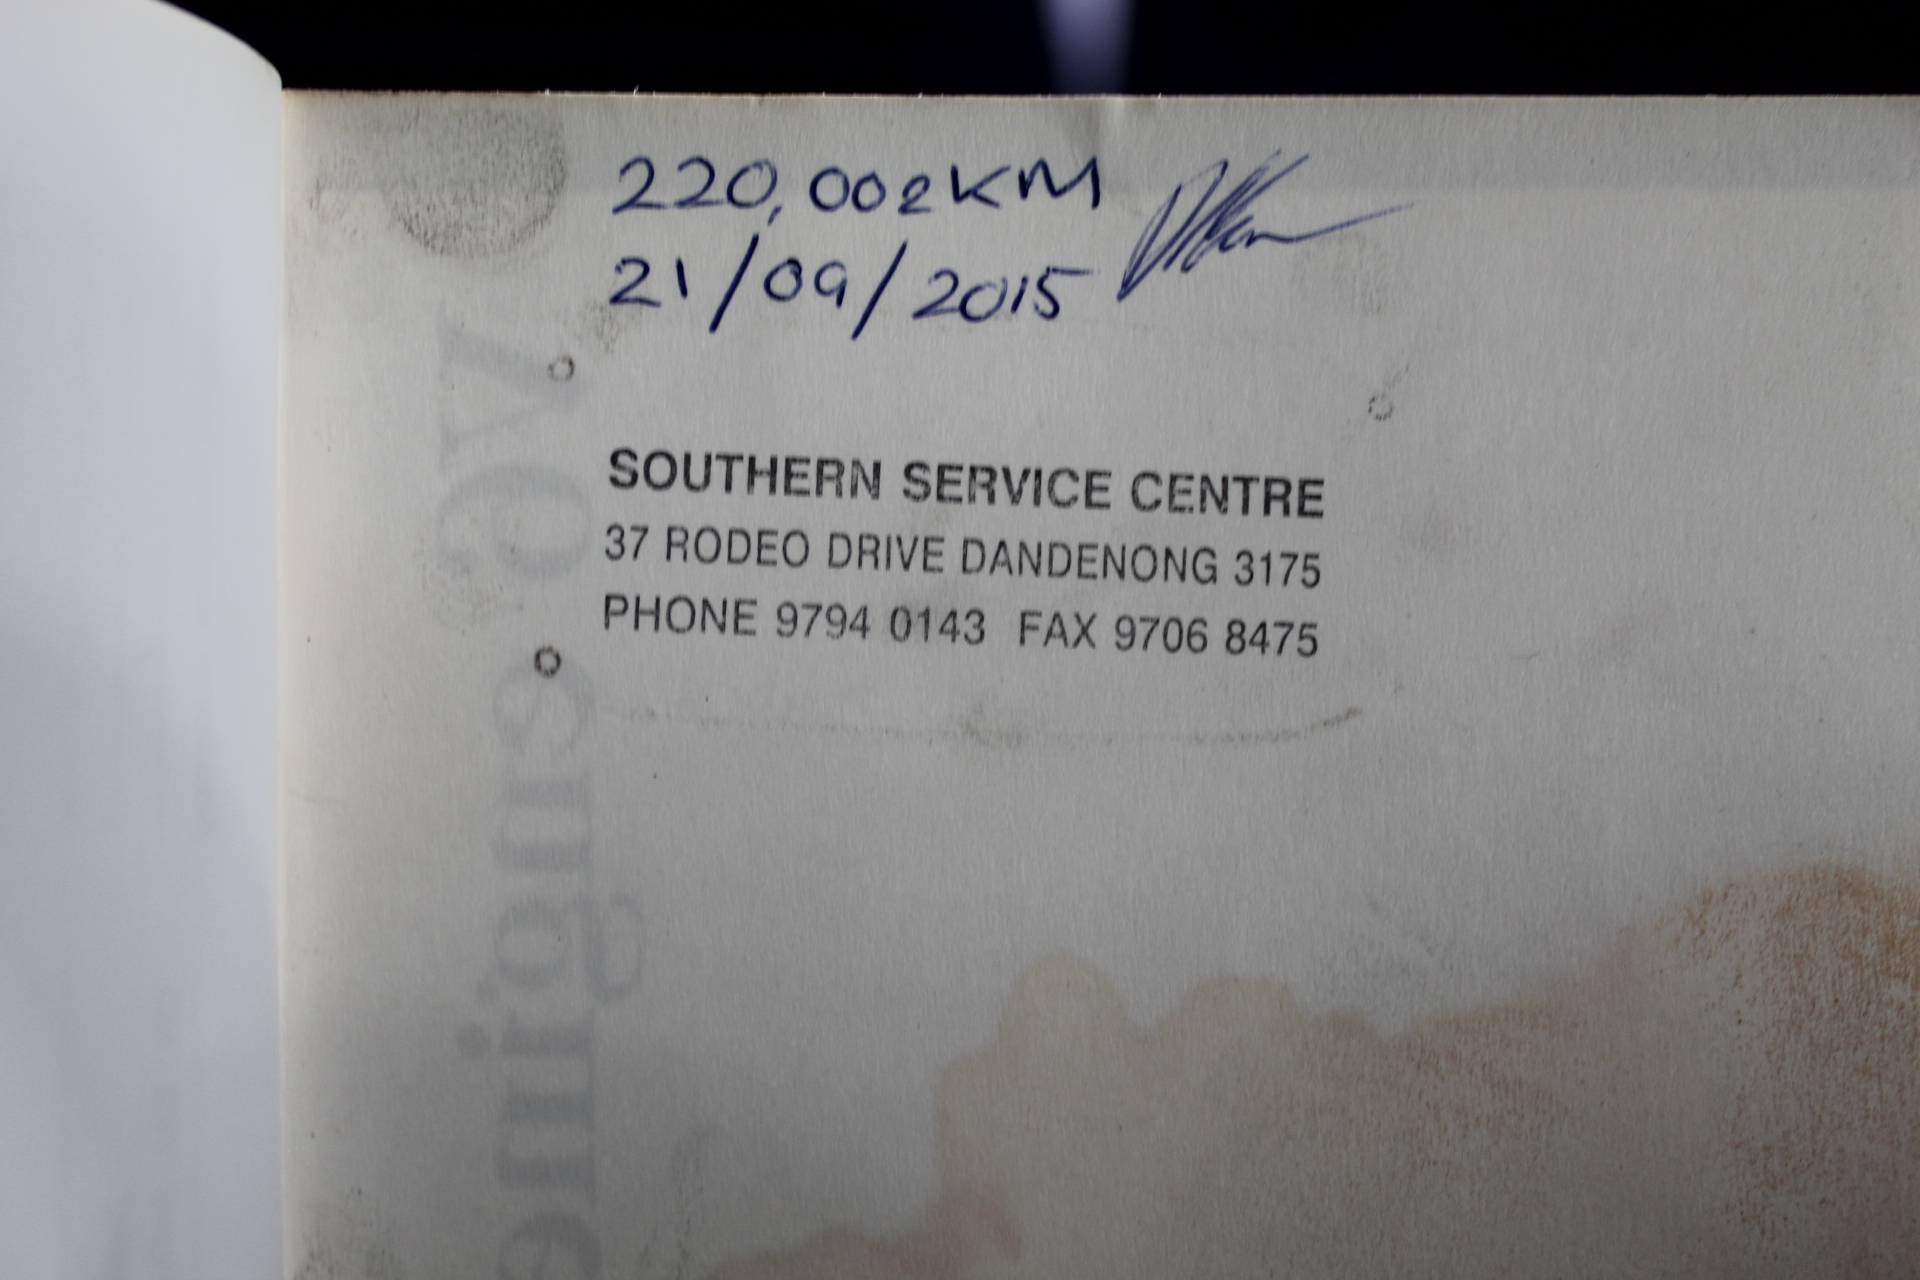 220,002KM
21/09/2015
SOUTHERN SERVICE CENTRE
37 RODEO DRIVE DANDENONG 3175
PHONE 9794 0143 FAX 9706 8475